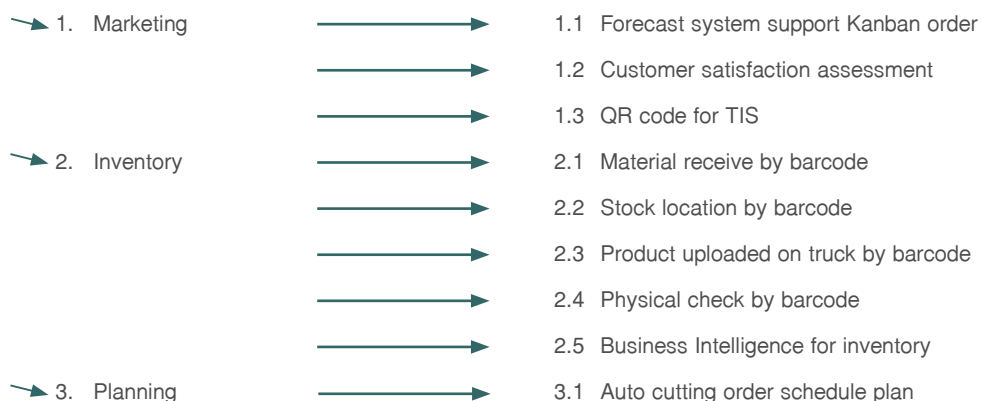 1. Marketing 1.1 Forecast system support Kanban order
1.2 Customer satisfaction assessment
1.3 QR code for TIS
2. Inventory 2.1 Material receive by barcode
2.2 Stock location by barcode
2.3 Product uploaded on truck by barcode
2.4 Physical check by barcode
2.5 Business Intelligence for inventory
3. Planning 3.1 Auto cutting order schedule plan